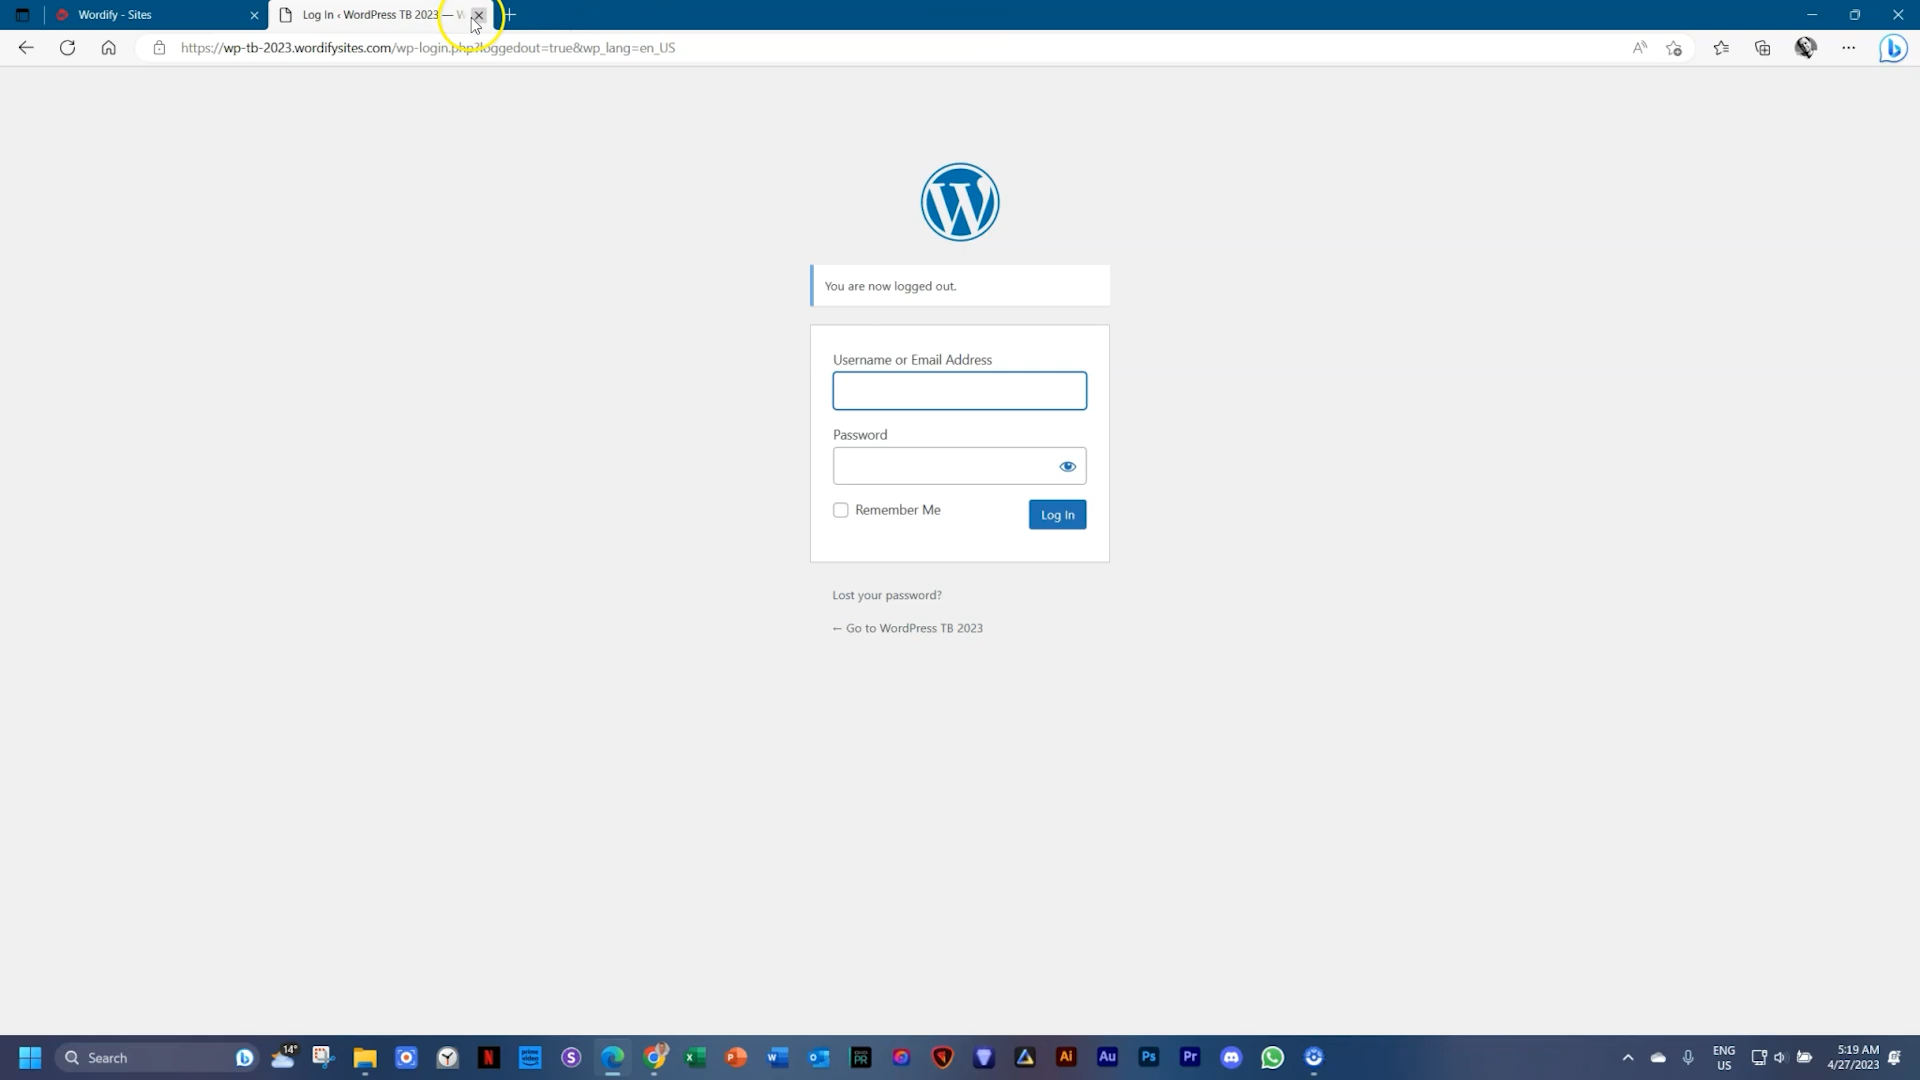 Wordify - Sites
Log In ‹ WordPress TB 2023 — W
https://wp-tb-2023.wordifysites.com/wp-login.php?loggedout=true&wp_lang=en_US
You are now logged out.
Username or Email Address
Password
Remember Me
Log In
Lost your password?
← Go to WordPress TB 2023
Search
14°
ENG
US
5:19 AM
4/27/2023